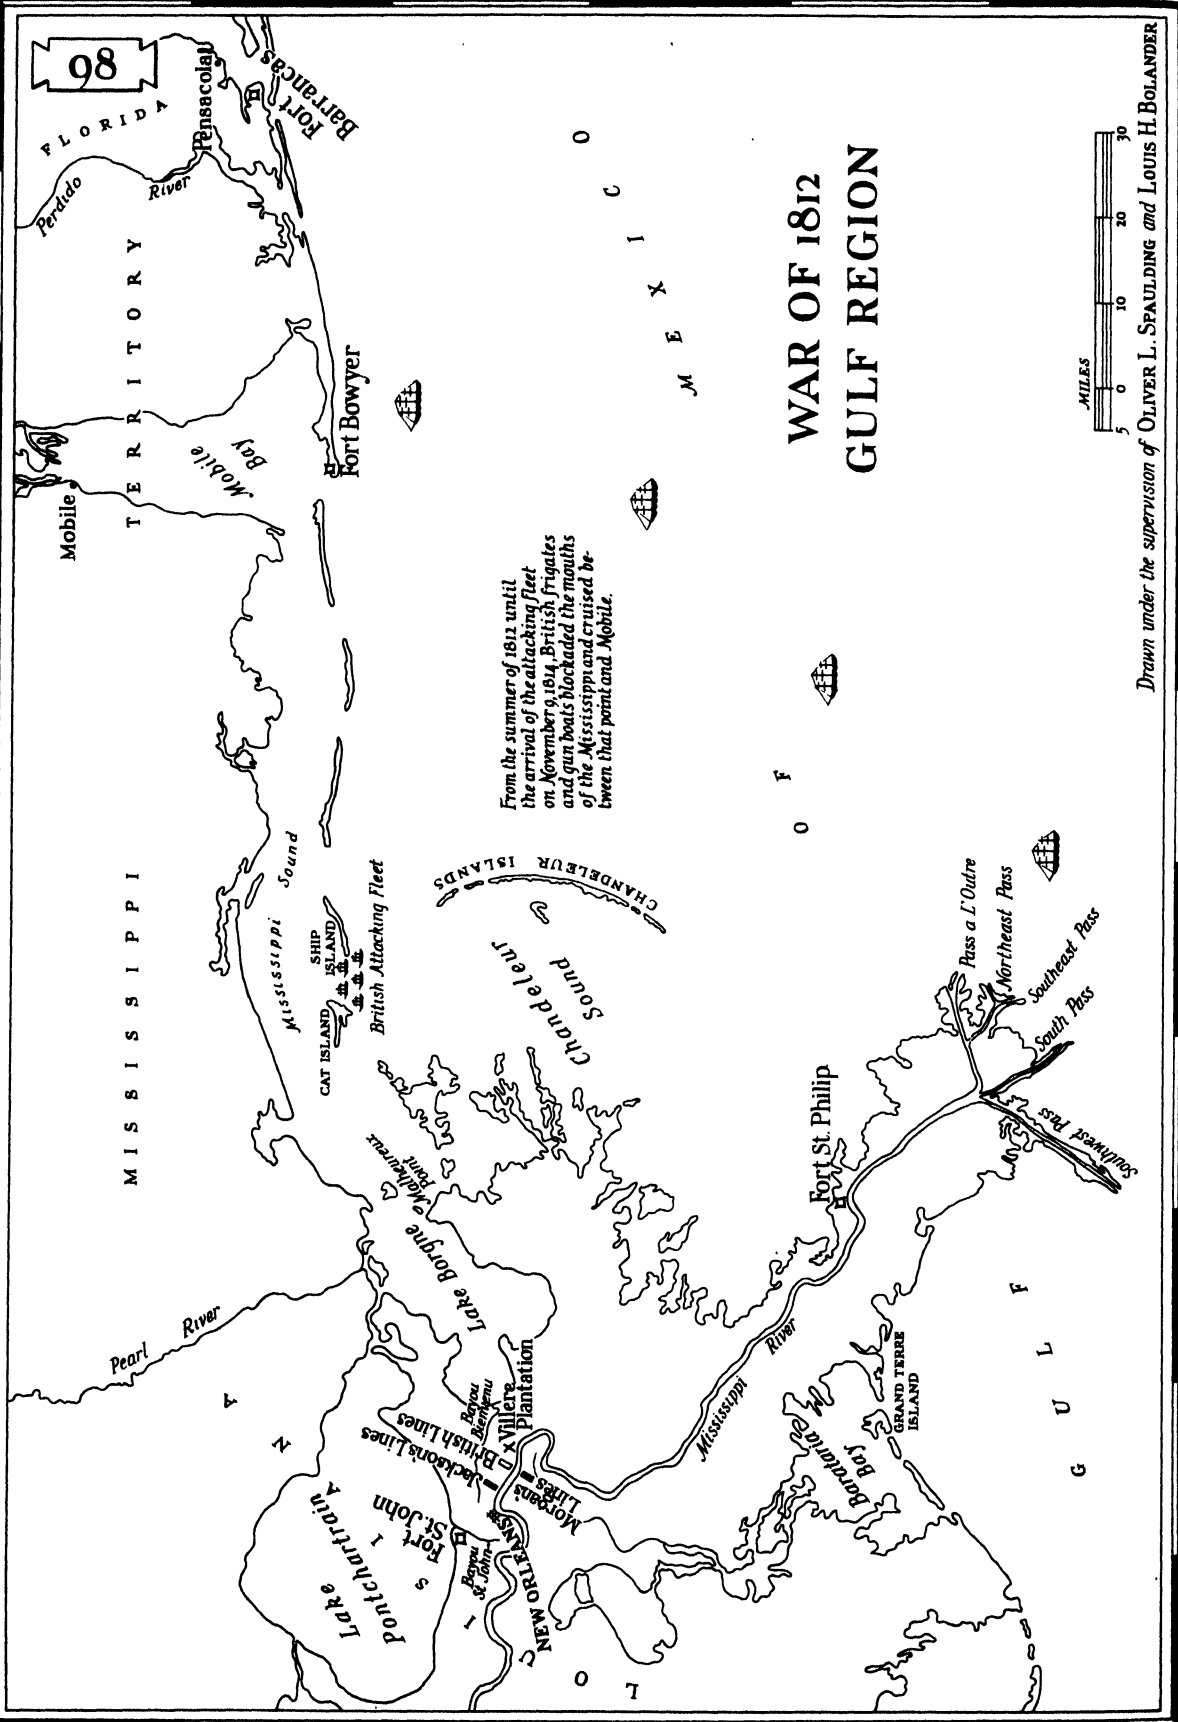 98
FLORIDA
Pensacola
Fort
Barrancas
Perdido
River
MISSISSIPPI TERRITORY
Mobile
Mobile
Bay
Fort Bowyer
Pearl River
Mississippi Sound
CAT ISLAND
SHIP
ISLAND
British Attacking Fleet
CHANDELEUR ISLANDS
Chandeleur
Sound
Malheureux
Point
Lake Borgne
From the summer of 1812 until
the arrival of the attacking fleet
on November 9, 1814, British frigates
and gun boats blockaded the mouths
of the Mississippi and cruised be-
tween that point and Mobile.
LOUISIANA
Lake
Pontchartrain
Fort
St. John
Bayou
St. John
Jackson's Lines
British Lines
Bayou
Bienvenu
Villere
Plantation
NEW ORLEANS
Morgan's
Lines
Mississippi River
Fort St. Philip
Pass a L'Outre
Northeast Pass
Southeast Pass
South Pass
Southwest Pass
Barataria
Bay
GRAND TERRE
ISLAND
GULF OF MEXICO
WAR OF 1812
GULF REGION
MILES
5 0 10 20 30
Drawn under the supervision of OLIVER L. SPAULDING and LOUIS H. BOLANDER